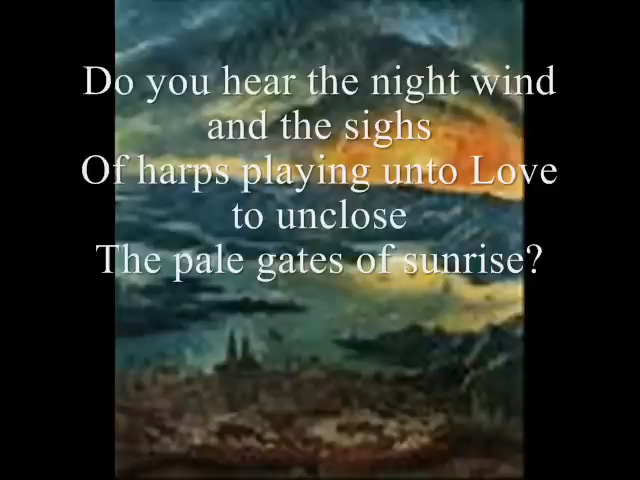 Do you hear the night wind
and the sighs
Of harps playing unto Love
to unclose
The pale gates of sunrise?